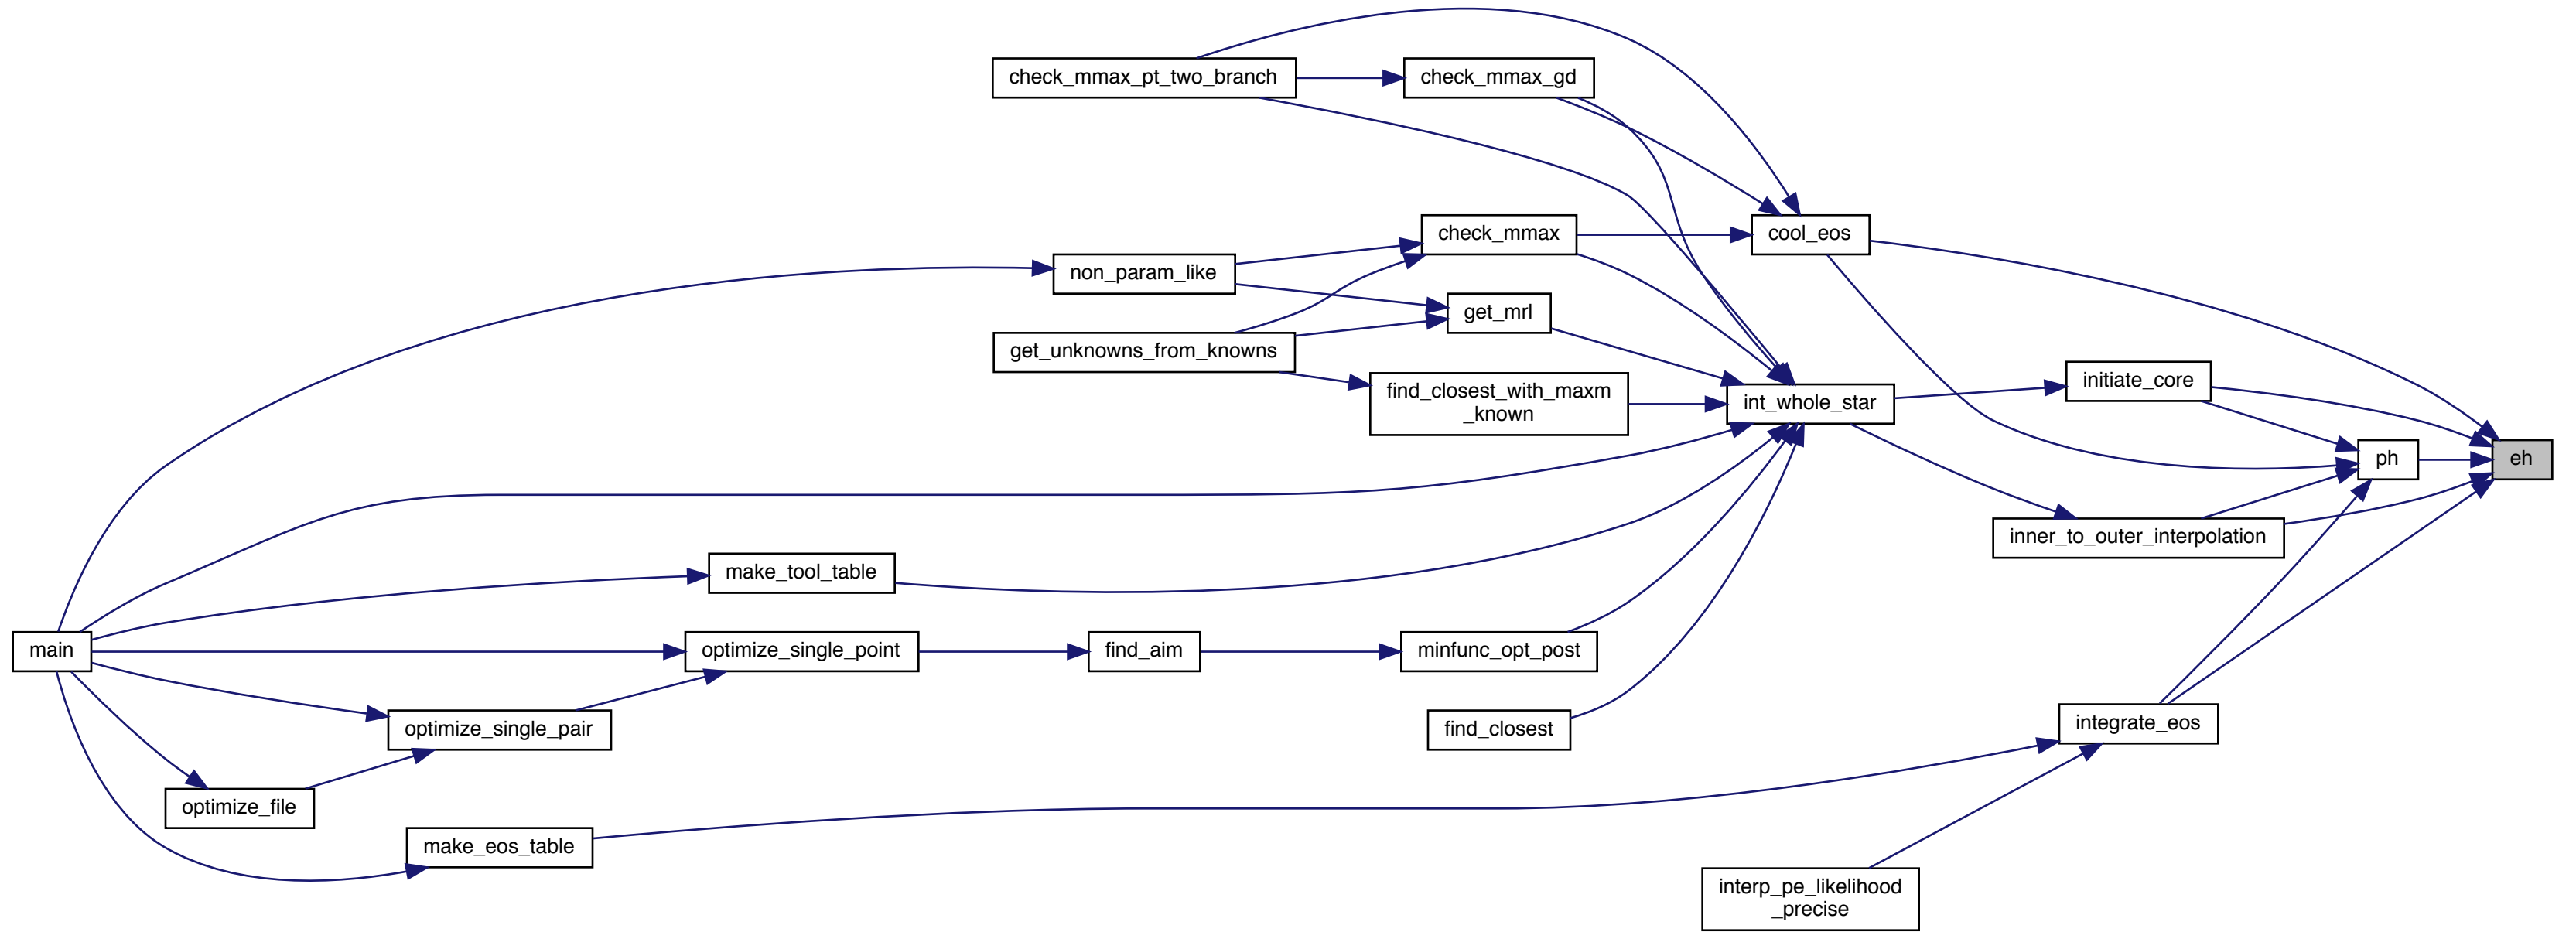 check_mmax_pt_two_branch
check_mmax_gd
check_mmax
cool_eos
non_param_like
get_mrl
get_unknowns_from_knowns
find_closest_with_maxm
_known
int_whole_star
initiate_core
ph
eh
inner_to_outer_interpolation
make_tool_table
main
optimize_single_point
find_aim
minfunc_opt_post
optimize_single_pair
find_closest
integrate_eos
optimize_file
make_eos_table
interp_pe_likelihood
_precise